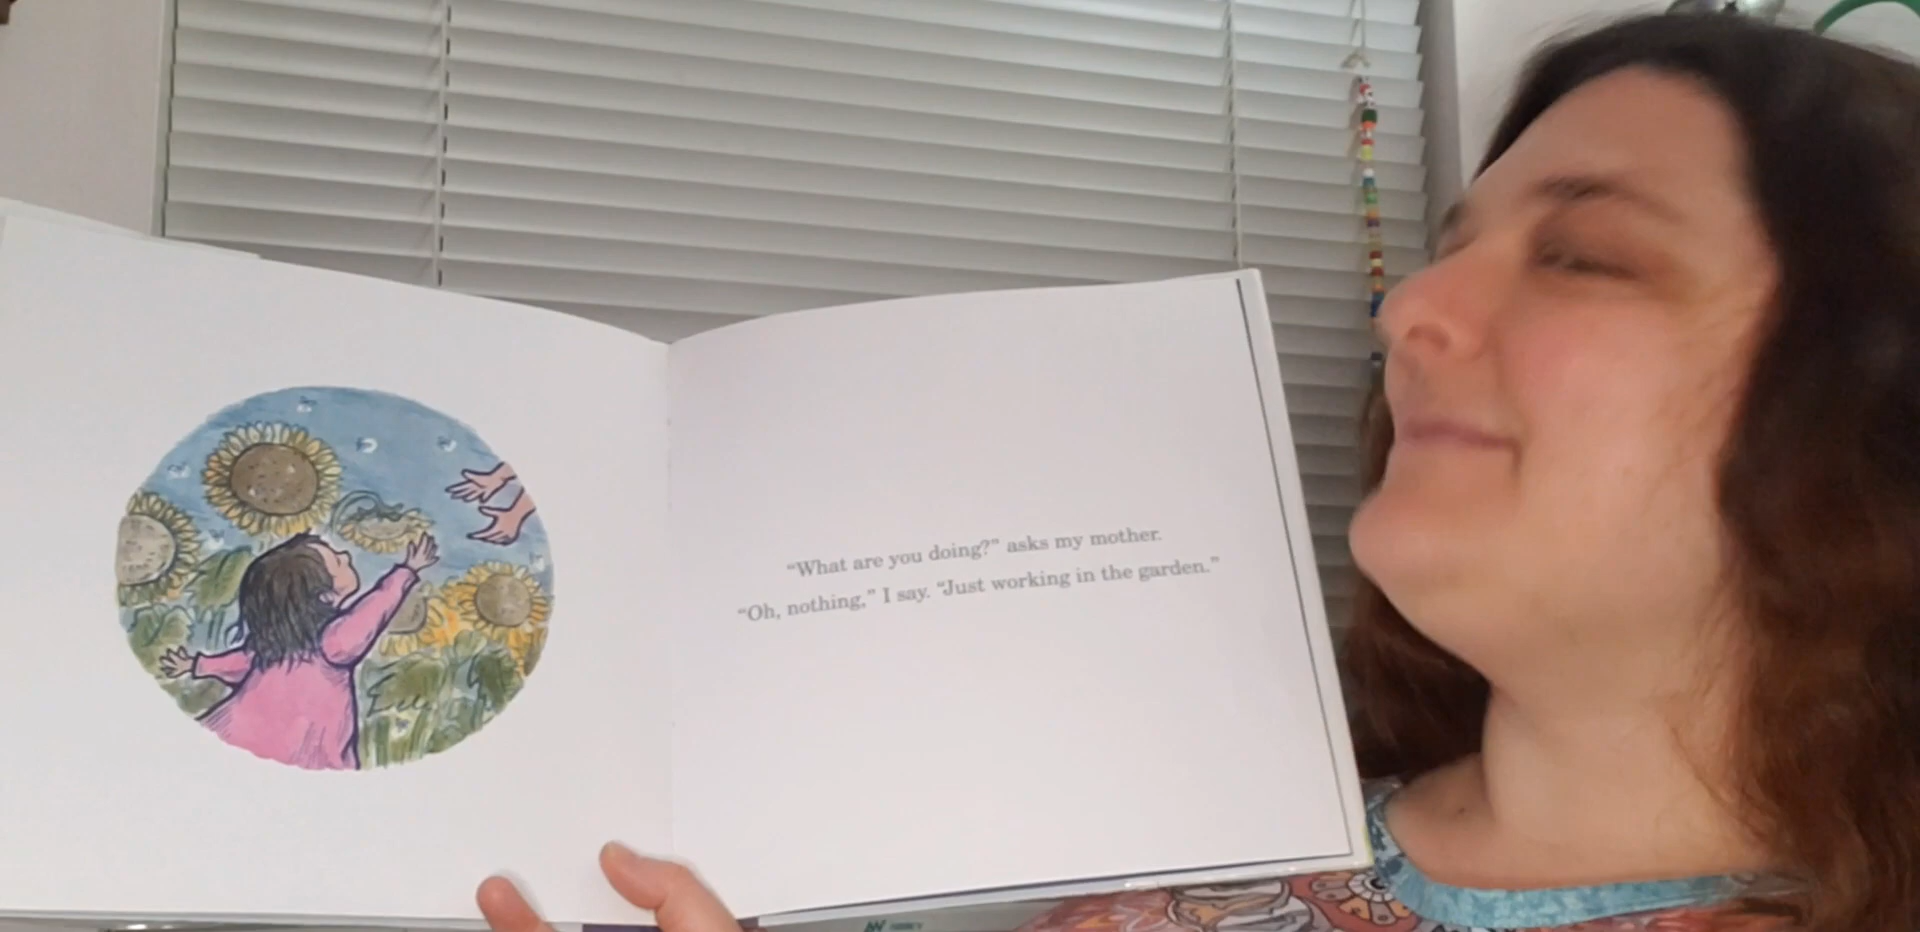 “What are you doing?” asks my mother.
“Oh, nothing,” I say. “Just working in the garden.”